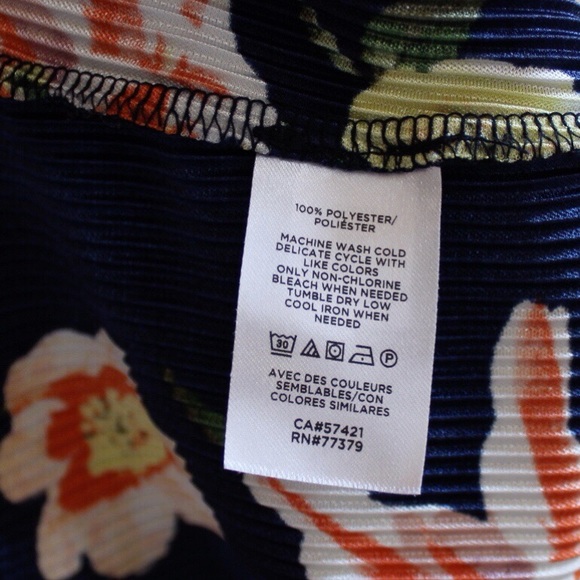 100% POLYESTER/
POLIÉSTER
MACHINE WASH COLD
DELICATE CYCLE WITH
LIKE COLORS
ONLY NON-CHLORINE
BLEACH WHEN NEEDED
TUMBLE DRY LOW
COOL IRON WHEN
NEEDED
30 P
AVEC DES COULEURS
SEMBLABLES/CON
COLORES SIMILARES
CA#57421
RN#77379